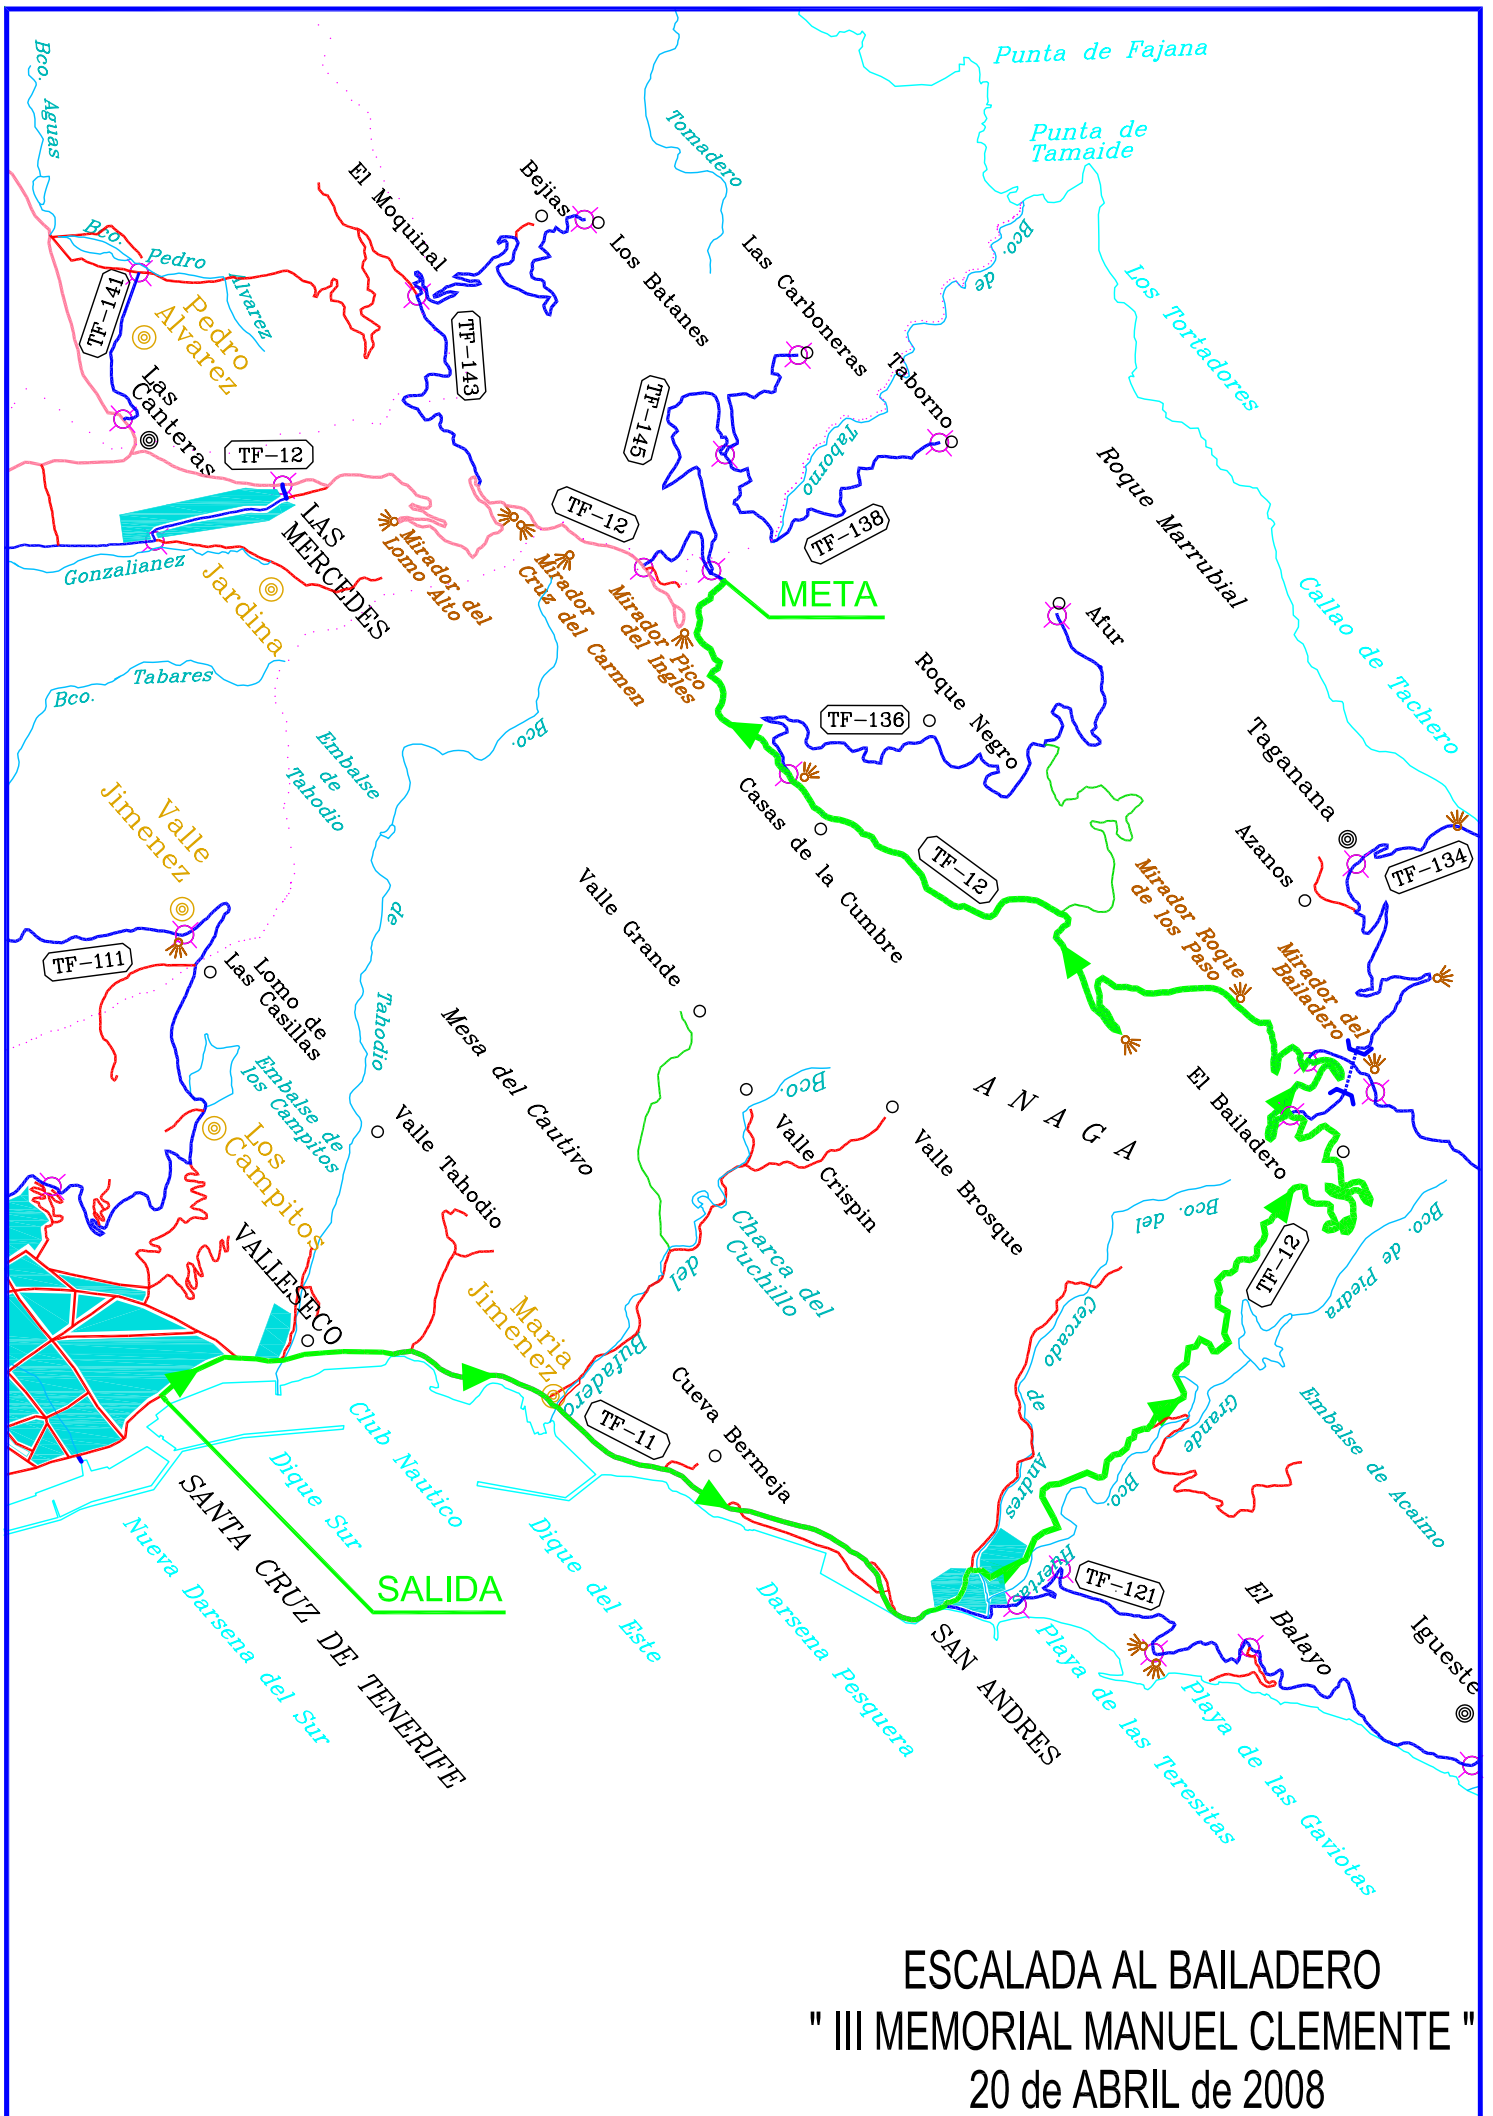 Punta de Fajana
Bco. Aguas
Punta de
Tamaide
Tomadero
El Moquinal
Bejias
Los Batanes
Las Carboneras
Bco. de
Taborno
Taborno
Los Tortadores
Bco.
Pedro
Alvarez
TF-141
Pedro
Alvarez
TF-143
Las
Canteras
TF-145
TF-12
TF-12
TF-138
Roque Marrubial
LAS
MERCEDES
Mirador del
Lomo Alto
Mirador
Cruz del Carmen
Mirador Pico
del Ingles
META
Gonzalianez
Jardina
Afur
Callao de Tachero
Bco.
Tabares
Roque Negro
TF-136
Bco.
de
Tahodio
Embalse
de
Tahodio
Taganana
Valle
Jimenez
Casas de la Cumbre
TF-12
Azanos
TF-134
Valle Grande
Mirador Roque
de los Paso
Mirador del
Bailadero
TF-111
Lomo de
Las Casillas
Mesa del Cautivo
A N A G A
El Bailadero
Embalse de
los Campitos
Los
Campitos
Valle Tahodio
Bco.
del
Bufadero
Valle Crispin
Valle Brosque
Charca del
Cuchillo
Bco. del
Cercado
de
Andres
Bco. de Piedra
VALLESECO
TF-12
Maria
Jimenez
Cueva Bermeja
TF-11
Grande
Bco.
Huertas
Embalse de Acaimo
Club Nautico
Dique Sur
Dique del Este
Nueva Darsena del Sur
SANTA CRUZ DE TENERIFE
SALIDA
Darsena Pesquera
SAN ANDRES
TF-121
El Balayo
Igueste
Playa de las Teresitas
Playa de las Gaviotas
ESCALADA AL BAILADERO
" III MEMORIAL MANUEL CLEMENTE "
20 de ABRIL de 2008